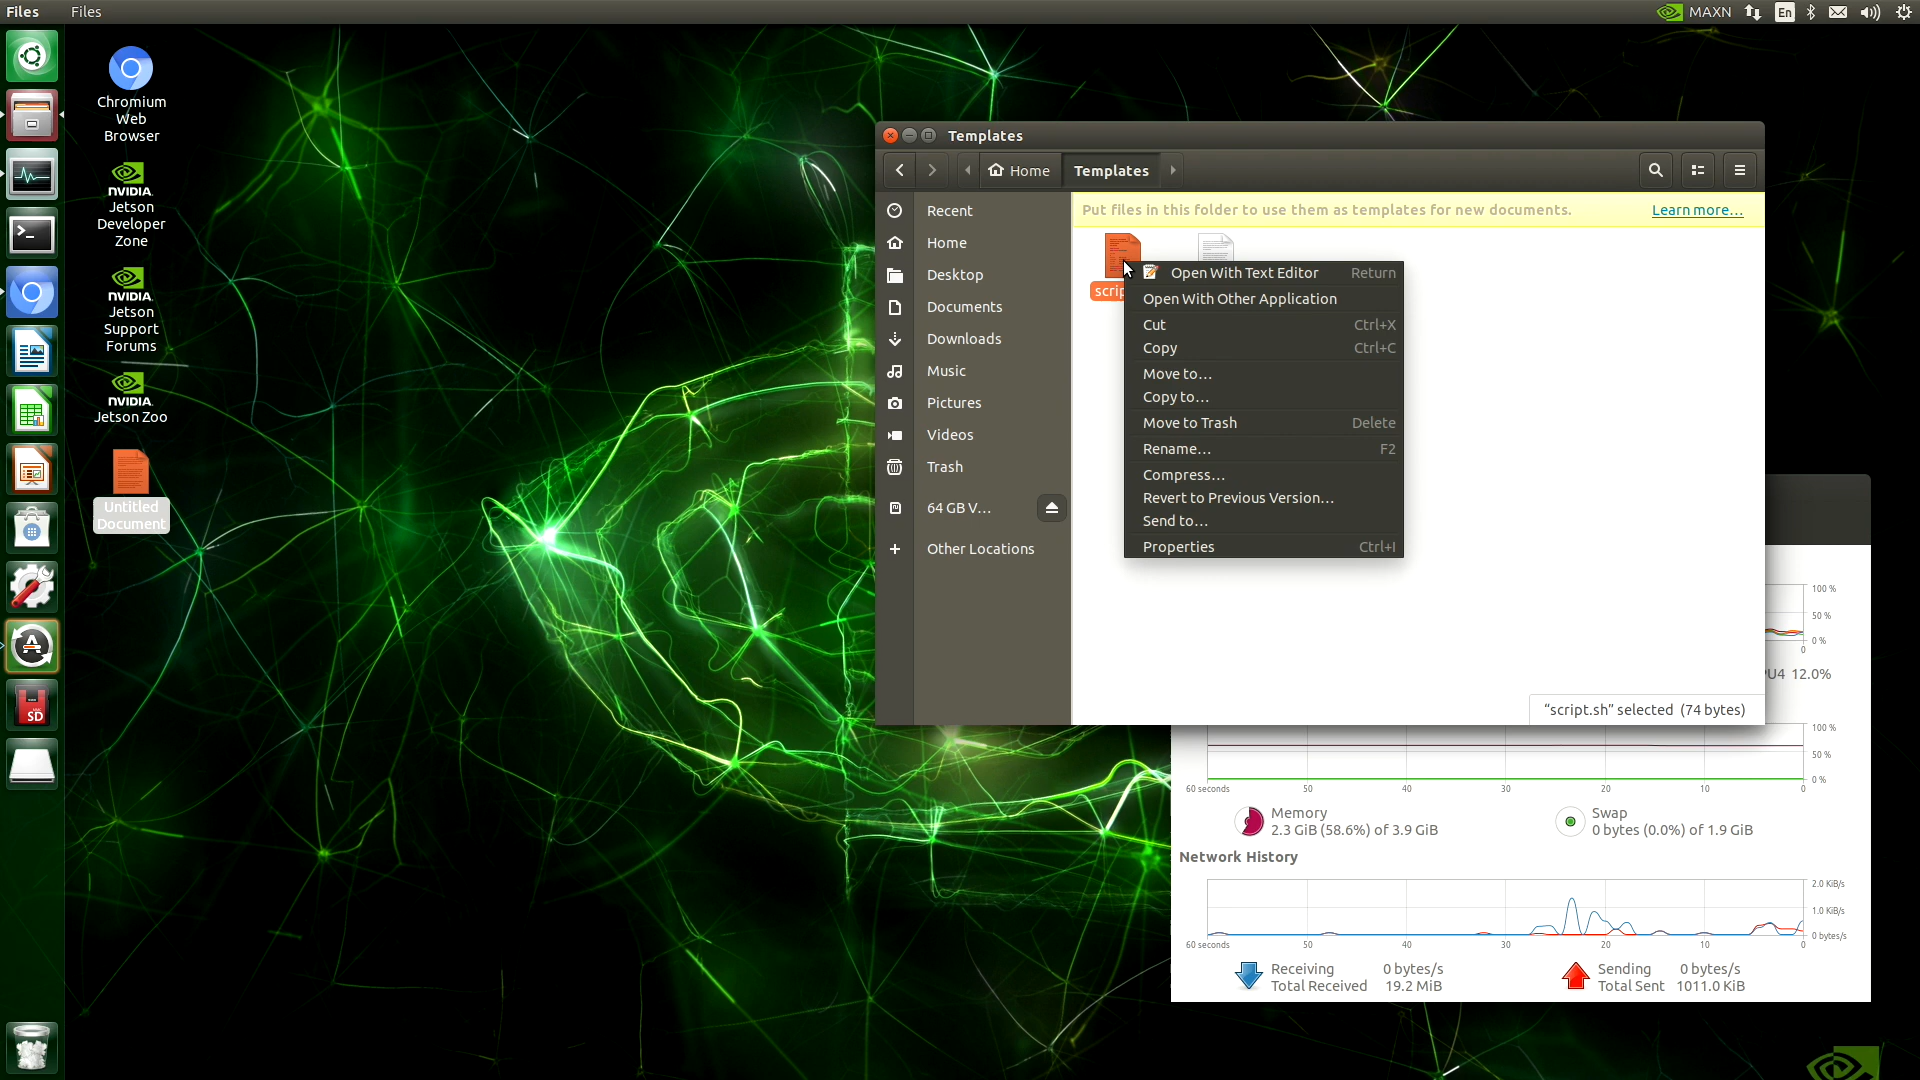 Files
Files
MAXN
En
Chromium
Web
Browser
NVIDIA.
Jetson
Developer
Zone
NVIDIA.
Jetson
Support
Forums
NVIDIA.
Jetson Zoo
Untitled
Document
SD
Templates
Home
Templates
Recent
Home
Desktop
Documents
Downloads
Music
Pictures
Videos
Trash
64 GB V…
Other Locations
Put files in this folder to use them as templates for new documents.
Learn more…
Open With Text Editor Return
Open With Other Application
Cut Ctrl+X
Copy Ctrl+C
Move to…
Copy to…
Move to Trash Delete
Rename… F2
Compress…
Revert to Previous Version…
Send to…
Properties Ctrl+I
“script.sh” selected (74 bytes)
100 %
50 %
0 %
0
12.0%
100 %
50 %
0 %
60 seconds 50 40 30 20 10 0
Memory
2.3 GiB (58.6%) of 3.9 GiB
Swap
0 bytes (0.0%) of 1.9 GiB
Network History
2.0 KiB/s
1.0 KiB/s
0 bytes/s
60 seconds 50 40 30 20 10 0
Receiving 0 bytes/s
Total Received 19.2 MiB
Sending 0 bytes/s
Total Sent 1011.0 KiB